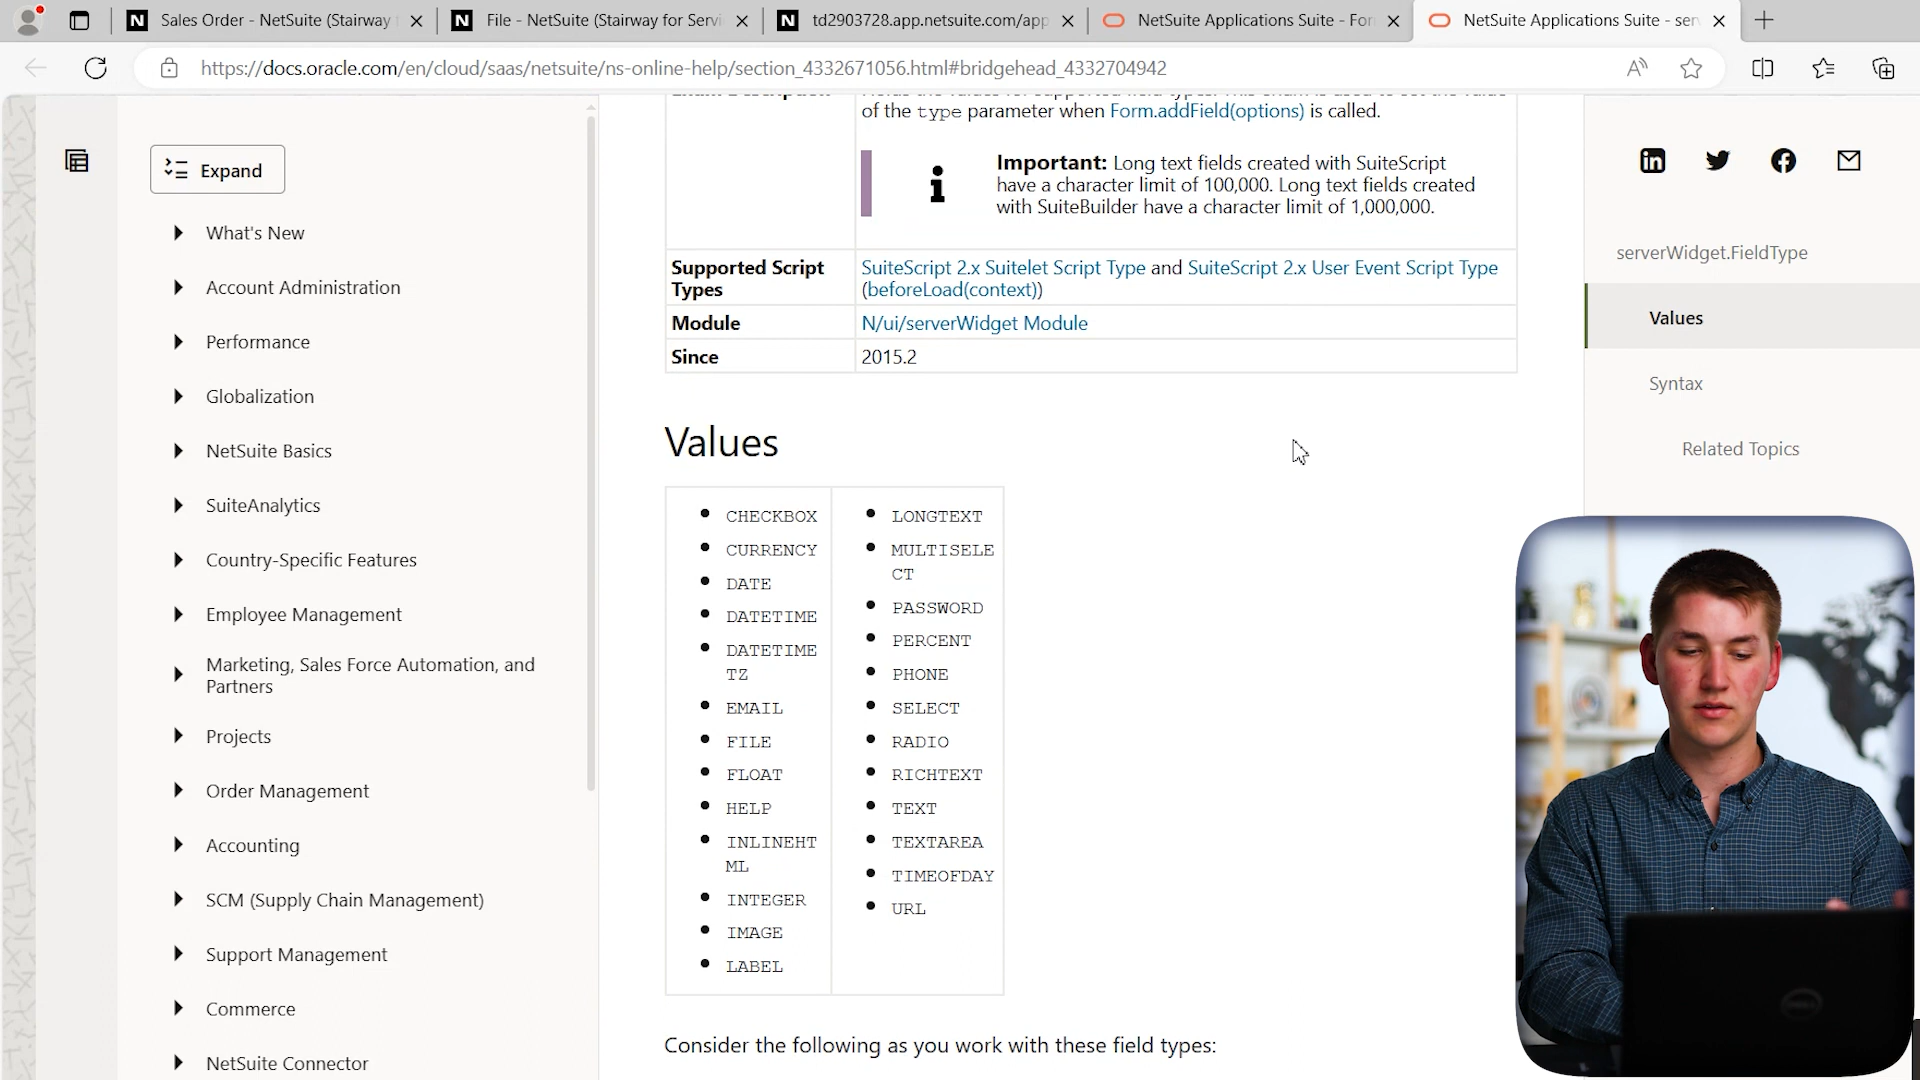 Sales Order - NetSuite (Stairway
File - NetSuite (Stairway for Servi
td2903728.app.netsuite.com/app
NetSuite Applications Suite - For
NetSuite Applications Suite - ser
https://docs.oracle.com/en/cloud/saas/netsuite/ns-online-help/section_4332671056.html#bridgehead_4332704942
Expand
What's New
Account Administration
Performance
Globalization
NetSuite Basics
SuiteAnalytics
Country-Specific Features
Employee Management
Marketing, Sales Force Automation, and
Partners
Projects
Order Management
Accounting
SCM (Supply Chain Management)
Support Management
Commerce
NetSuite Connector
of the type parameter when Form.addField(options) is called.
Important: Long text fields created with SuiteScript
have a character limit of 100,000. Long text fields created
with SuiteBuilder have a character limit of 1,000,000.
Supported Script
Types
SuiteScript 2.x Suitelet Script Type and SuiteScript 2.x User Event Script Type
(beforeLoad(context))
Module
N/ui/serverWidget Module
Since
2015.2
Values
CHECKBOX
CURRENCY
DATE
DATETIME
DATETIME
TZ
EMAIL
FILE
FLOAT
HELP
INLINEHT
ML
INTEGER
IMAGE
LABEL
LONGTEXT
MULTISELE
CT
PASSWORD
PERCENT
PHONE
SELECT
RADIO
RICHTEXT
TEXT
TEXTAREA
TIMEOFDAY
URL
Consider the following as you work with these field types:
serverWidget.FieldType
Values
Syntax
Related Topics
DELL